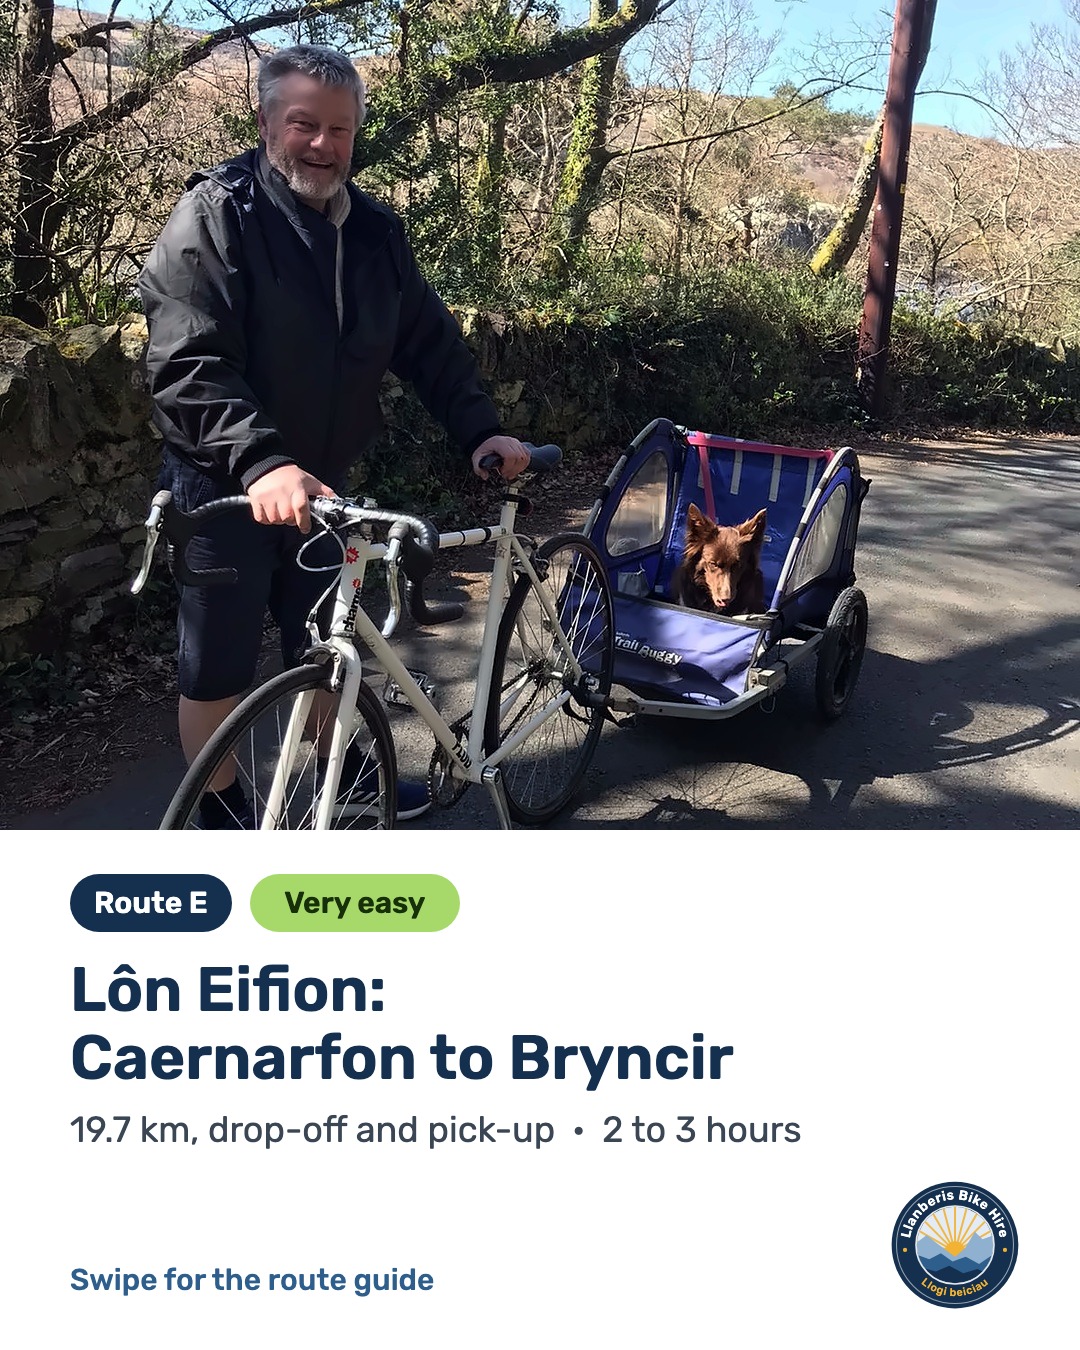 charge
Trail Buggy
Route E
Very easy
Lôn Eifion:
Caernarfon to Bryncir
19.7 km, drop-off and pick-up • 2 to 3 hours
Swipe for the route guide
Llanberis Bike Hire
Llogi beiciau